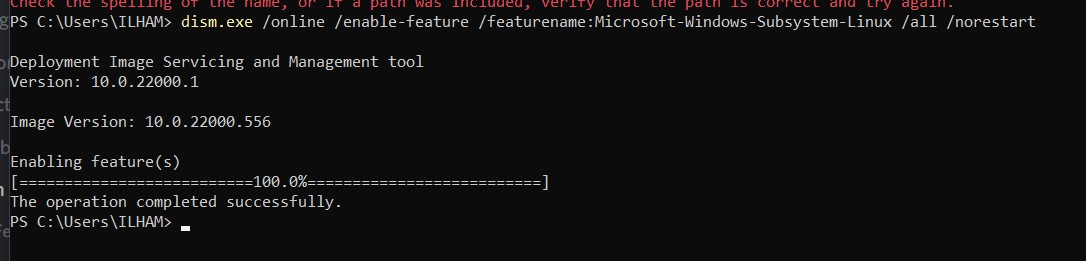 Check the spelling of the name, or if a path was included, verify that the path is correct and try again.
PS C:\Users\ILHAM> dism.exe /online /enable-feature /featurename:Microsoft-Windows-Subsystem-Linux /all /norestart
Deployment Image Servicing and Management tool
Version: 10.0.22000.1
Image Version: 10.0.22000.556
Enabling feature(s)
[==========================100.0%==========================]
The operation completed successfully.
PS C:\Users\ILHAM>